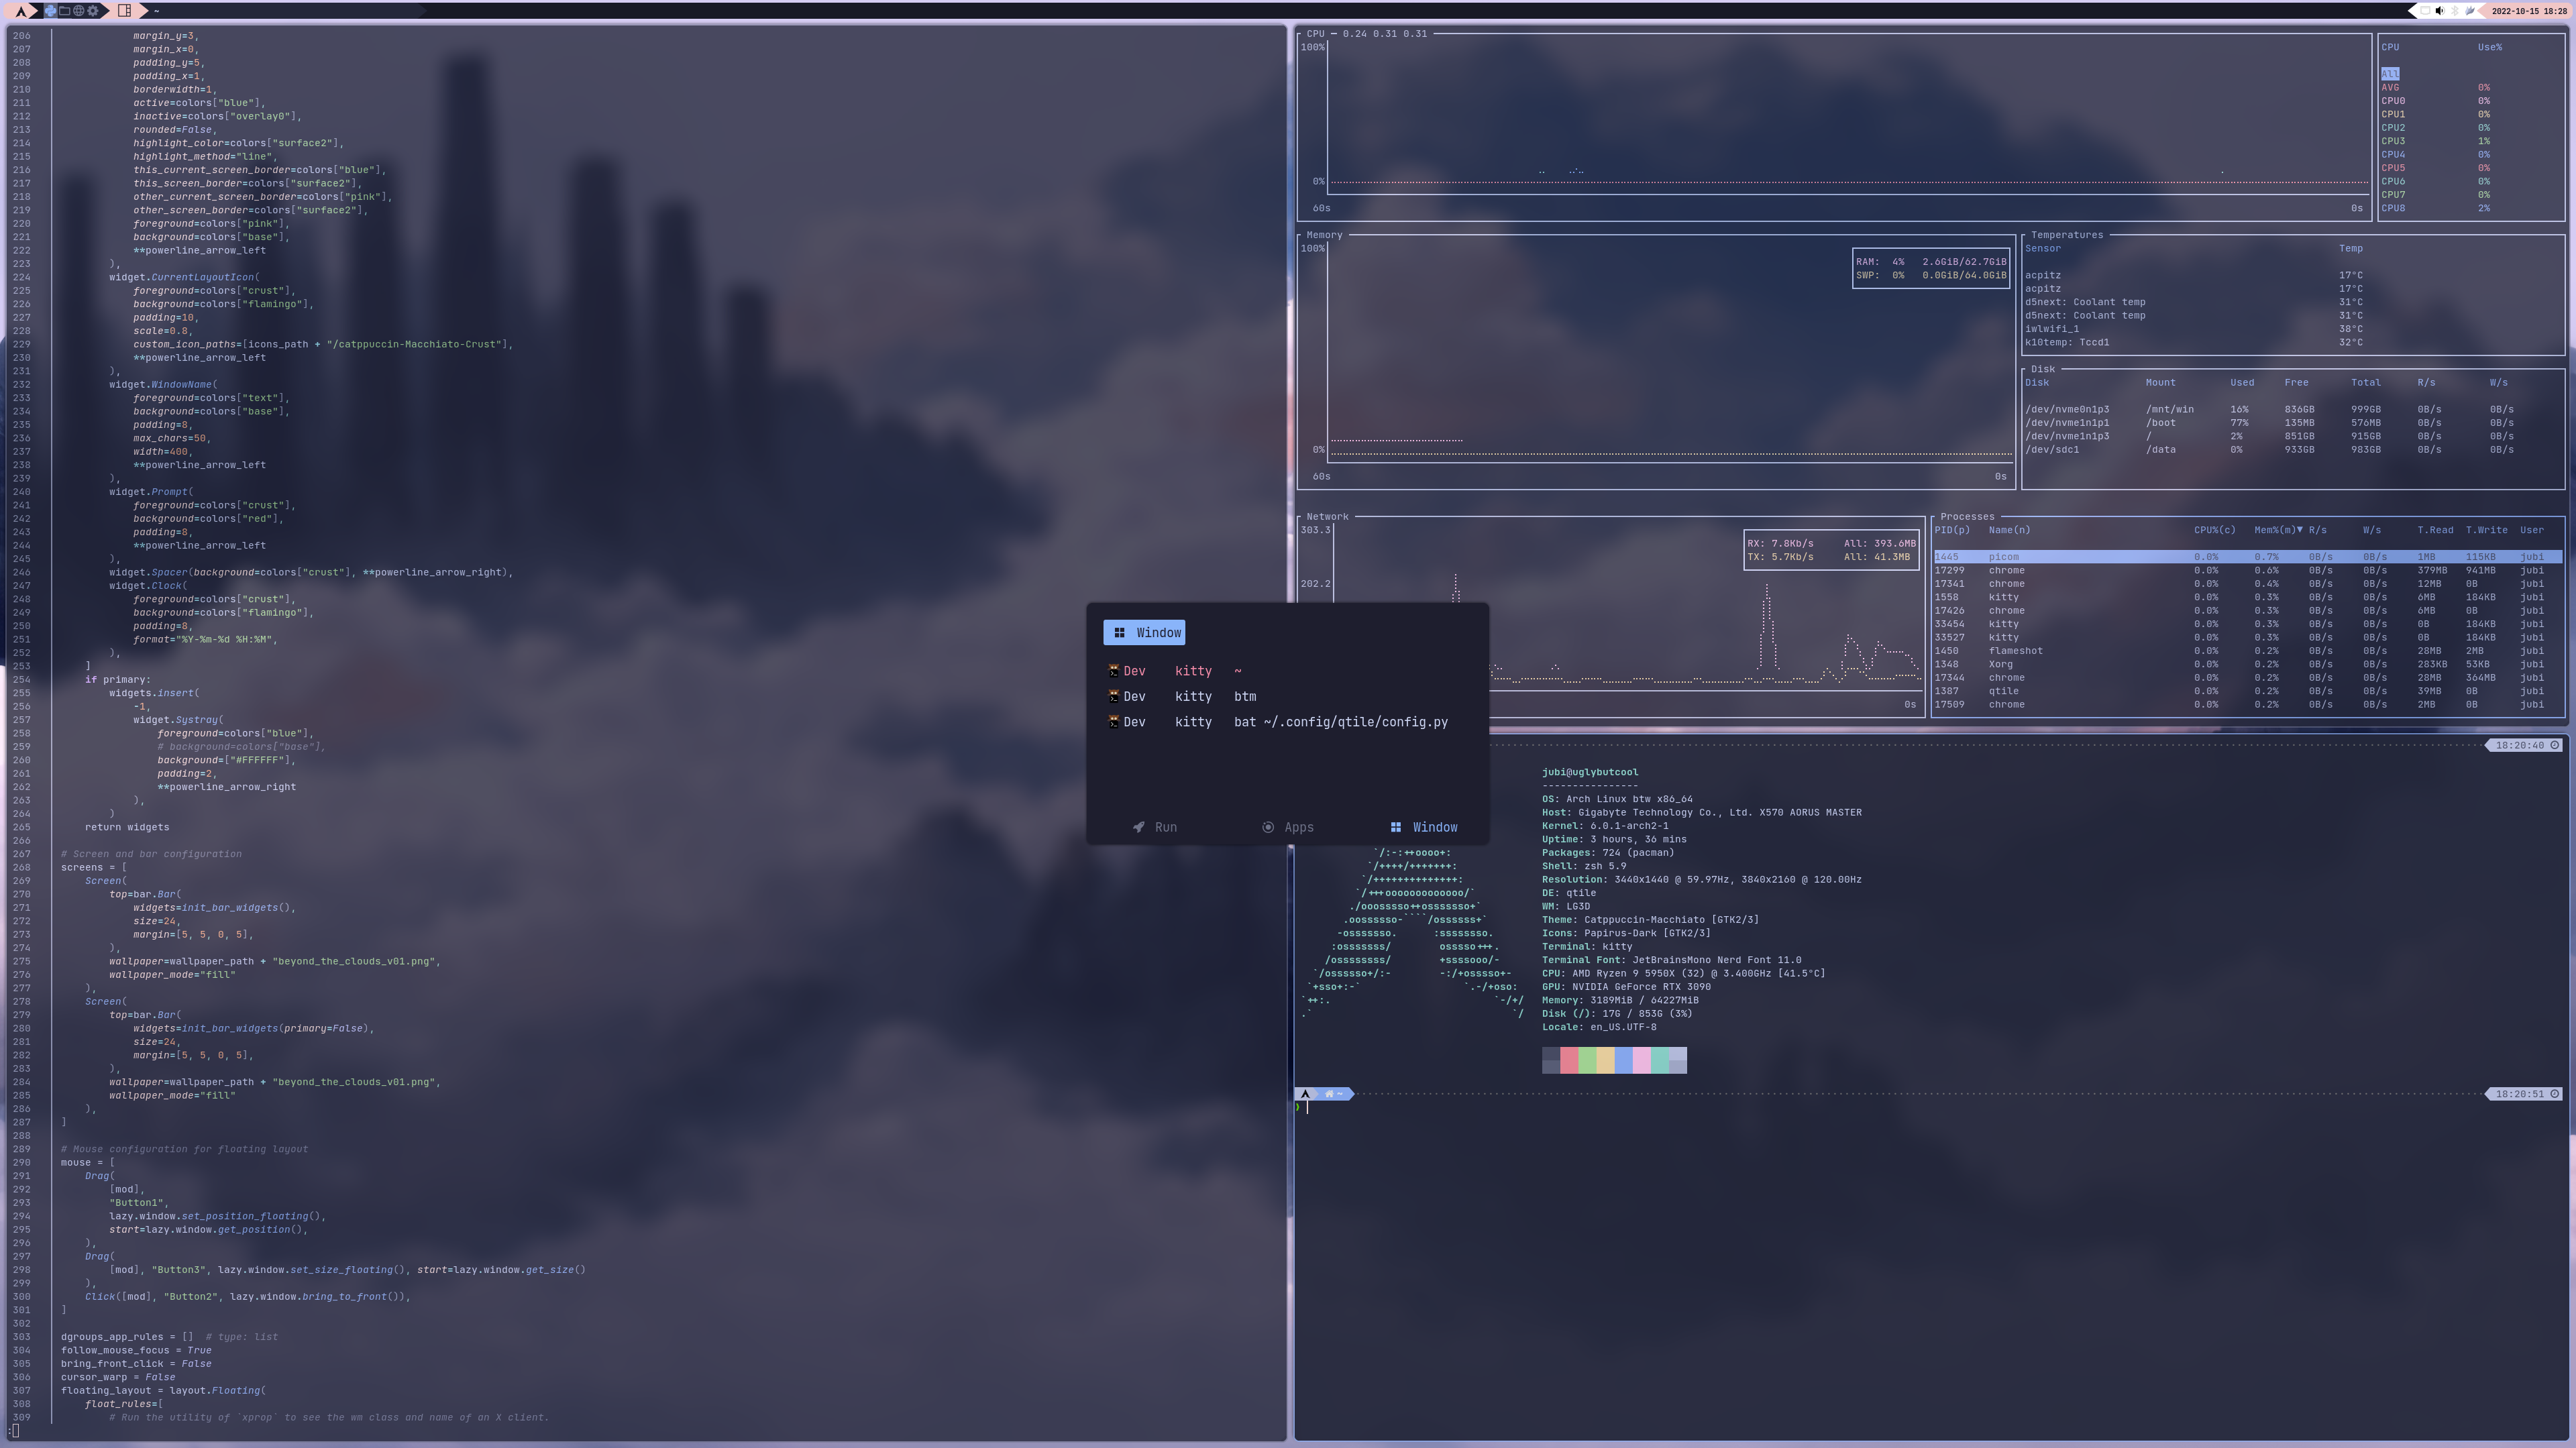 ~
2022-10-15 18:28
206 margin_y=3,
207 margin_x=0,
208 padding_y=5,
209 padding_x=1,
210 borderwidth=1,
211 active=colors["blue"],
212 inactive=colors["overlay0"],
213 rounded=False,
214 highlight_color=colors["surface2"],
215 highlight_method="line",
216 this_current_screen_border=colors["blue"],
217 this_screen_border=colors["surface2"],
218 other_current_screen_border=colors["pink"],
219 other_screen_border=colors["surface2"],
220 foreground=colors["pink"],
221 background=colors["base"],
222 **powerline_arrow_left
223 ),
224 widget.CurrentLayoutIcon(
225 foreground=colors["crust"],
226 background=colors["flamingo"],
227 padding=10,
228 scale=0.8,
229 custom_icon_paths=[icons_path + "/catppuccin-Macchiato-Crust"],
230 **powerline_arrow_left
231 ),
232 widget.WindowName(
233 foreground=colors["text"],
234 background=colors["base"],
235 padding=8,
236 max_chars=50,
237 width=400,
238 **powerline_arrow_left
239 ),
240 widget.Prompt(
241 foreground=colors["crust"],
242 background=colors["red"],
243 padding=8,
244 **powerline_arrow_left
245 ),
246 widget.Spacer(background=colors["crust"], **powerline_arrow_right),
247 widget.Clock(
248 foreground=colors["crust"],
249 background=colors["flamingo"],
250 padding=8,
251 format="%Y-%m-%d %H:%M",
252 ),
253 ]
254 if primary:
255 widgets.insert(
256 -1,
257 widget.Systray(
258 foreground=colors["blue"],
259 # background=colors["base"],
260 background=["#FFFFFF"],
261 padding=2,
262 **powerline_arrow_right
263 ),
264 )
265 return widgets
266
267 # Screen and bar configuration
268 screens = [
269 Screen(
270 top=bar.Bar(
271 widgets=init_bar_widgets(),
272 size=24,
273 margin=[5, 5, 0, 5],
274 ),
275 wallpaper=wallpaper_path + "beyond_the_clouds_v01.png",
276 wallpaper_mode="fill"
277 ),
278 Screen(
279 top=bar.Bar(
280 widgets=init_bar_widgets(primary=False),
281 size=24,
282 margin=[5, 5, 0, 5],
283 ),
284 wallpaper=wallpaper_path + "beyond_the_clouds_v01.png",
285 wallpaper_mode="fill"
286 ),
287 ]
288
289 # Mouse configuration for floating layout
290 mouse = [
291 Drag(
292 [mod],
293 "Button1",
294 lazy.window.set_position_floating(),
295 start=lazy.window.get_position(),
296 ),
297 Drag(
298 [mod], "Button3", lazy.window.set_size_floating(), start=lazy.window.get_size()
299 ),
300 Click([mod], "Button2", lazy.window.bring_to_front()),
301 ]
302
303 dgroups_app_rules = [] # type: list
304 follow_mouse_focus = True
305 bring_front_click = False
306 cursor_warp = False
307 floating_layout = layout.Floating(
308 float_rules=[
309 # Run the utility of `xprop` to see the wm class and name of an X client.
:
CPU — 0.24 0.31 0.31
100%
0%
60s 0s
CPU Use%
All
AVG 0%
CPU0 0%
CPU1 0%
CPU2 0%
CPU3 1%
CPU4 0%
CPU5 0%
CPU6 0%
CPU7 0%
CPU8 2%
Memory
100%
RAM: 4% 2.6GiB/62.7GiB
SWP: 0% 0.0GiB/64.0GiB
0%
60s 0s
Temperatures
Sensor Temp
acpitz 17°C
acpitz 17°C
d5next: Coolant temp 31°C
d5next: Coolant temp 31°C
iwlwifi_1 38°C
k10temp: Tccd1 32°C
Disk
Disk Mount Used Free Total R/s W/s
/dev/nvme0n1p3 /mnt/win 16% 836GB 999GB 0B/s 0B/s
/dev/nvme1n1p1 /boot 77% 135MB 576MB 0B/s 0B/s
/dev/nvme1n1p3 / 2% 851GB 915GB 0B/s 0B/s
/dev/sdc1 /data 0% 933GB 983GB 0B/s 0B/s
Network
303.3
RX: 7.8Kb/s All: 393.6MB
TX: 5.7Kb/s All: 41.3MB
202.2
0s
Processes
PID(p) Name(n) CPU%(c) Mem%(m)▼ R/s W/s T.Read T.Write User
1445 picom 0.0% 0.7% 0B/s 0B/s 1MB 115KB jubi
17299 chrome 0.0% 0.6% 0B/s 0B/s 379MB 941MB jubi
17341 chrome 0.0% 0.4% 0B/s 0B/s 12MB 0B jubi
1558 kitty 0.0% 0.3% 0B/s 0B/s 6MB 184KB jubi
17426 chrome 0.0% 0.3% 0B/s 0B/s 6MB 0B jubi
33454 kitty 0.0% 0.3% 0B/s 0B/s 0B 184KB jubi
33527 kitty 0.0% 0.3% 0B/s 0B/s 0B 184KB jubi
1450 flameshot 0.0% 0.2% 0B/s 0B/s 28MB 2MB jubi
1348 Xorg 0.0% 0.2% 0B/s 0B/s 283KB 53KB jubi
17344 chrome 0.0% 0.2% 0B/s 0B/s 28MB 364MB jubi
1387 qtile 0.0% 0.2% 0B/s 0B/s 39MB 0B jubi
17509 chrome 0.0% 0.2% 0B/s 0B/s 2MB 0B jubi
Window
Dev kitty ~
Dev kitty btm
Dev kitty bat ~/.config/qtile/config.py
Run Apps Window
18:20:40
jubi@uglybutcool
----------------
OS: Arch Linux btw x86_64
Host: Gigabyte Technology Co., Ltd. X570 AORUS MASTER
Kernel: 6.0.1-arch2-1
Uptime: 3 hours, 36 mins
Packages: 724 (pacman)
Shell: zsh 5.9
Resolution: 3440x1440 @ 59.97Hz, 3840x2160 @ 120.00Hz
DE: qtile
WM: LG3D
Theme: Catppuccin-Macchiato [GTK2/3]
Icons: Papirus-Dark [GTK2/3]
Terminal: kitty
Terminal Font: JetBrainsMono Nerd Font 11.0
CPU: AMD Ryzen 9 5950X (32) @ 3.400GHz [41.5°C]
GPU: NVIDIA GeForce RTX 3090
Memory: 3189MiB / 64227MiB
Disk (/): 17G / 853G (3%)
Locale: en_US.UTF-8
~
18:20:51